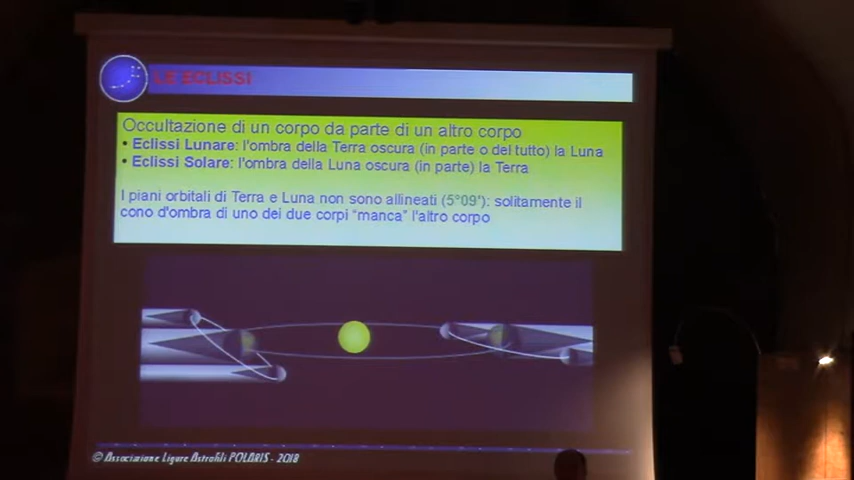 LE ECLISSI
Occultazione di un corpo da parte di un altro corpo
• Eclissi Lunare: l'ombra della Terra oscura (in parte o del tutto) la Luna
• Eclissi Solare: l'ombra della Luna oscura (in parte) la Terra
I piani orbitali di Terra e Luna non sono allineati (5°09'): solitamente il
cono d'ombra di uno dei due corpi "manca" l'altro corpo
© Associazione Ligure Astrofili POLARIS - 2018